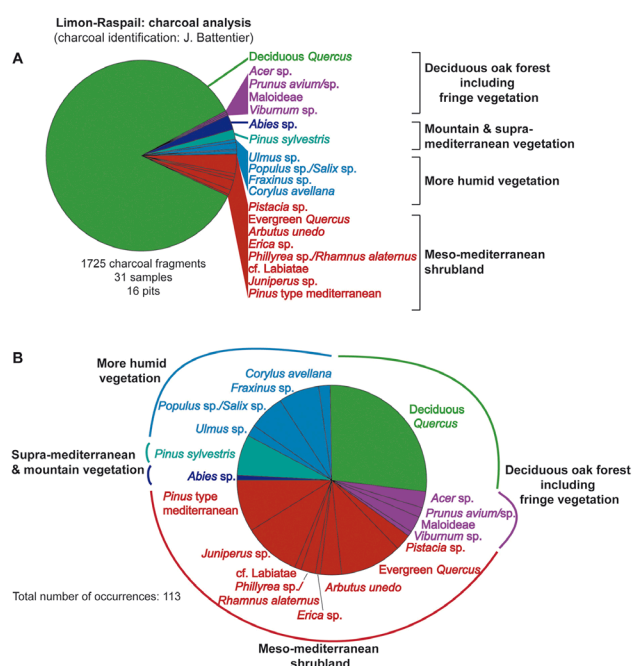 Limon-Raspail: charcoal analysis
(charcoal identification: J. Battentier)
A
Deciduous Quercus
Acer sp.
Prunus avium/sp.
Maloideae
Viburnum sp.
Abies sp.
Pinus sylvestris
Ulmus sp.
Populus sp./Salix sp.
Fraxinus sp.
Corylus avellana
Pistacia sp.
Evergreen Quercus
Arbutus unedo
Erica sp.
Phillyrea sp./Rhamnus alaternus
cf. Labiatae
Juniperus sp.
Pinus type mediterranean
Deciduous oak forest
including
fringe vegetation
Mountain & supra-
mediterranean vegetation
More humid vegetation
Meso-mediterranean
shrubland
1725 charcoal fragments
31 samples
16 pits
B
More humid
vegetation
Corylus avellana
Fraxinus sp.
Populus sp./Salix sp.
Ulmus sp.
Pinus sylvestris
Supra-mediterranean
& mountain vegetation
Abies sp.
Pinus type
mediterranean
Juniperus sp.
cf. Labiatae
Phillyrea sp./
Rhamnus alaternus
Erica sp.
Arbutus unedo
Evergreen Quercus
Pistacia sp.
Viburnum sp.
Maloideae
Prunus avium/sp.
Acer sp.
Deciduous
Quercus
Deciduous oak forest
including
fringe vegetation
Total number of occurrences: 113
Meso-mediterranean
shrubland